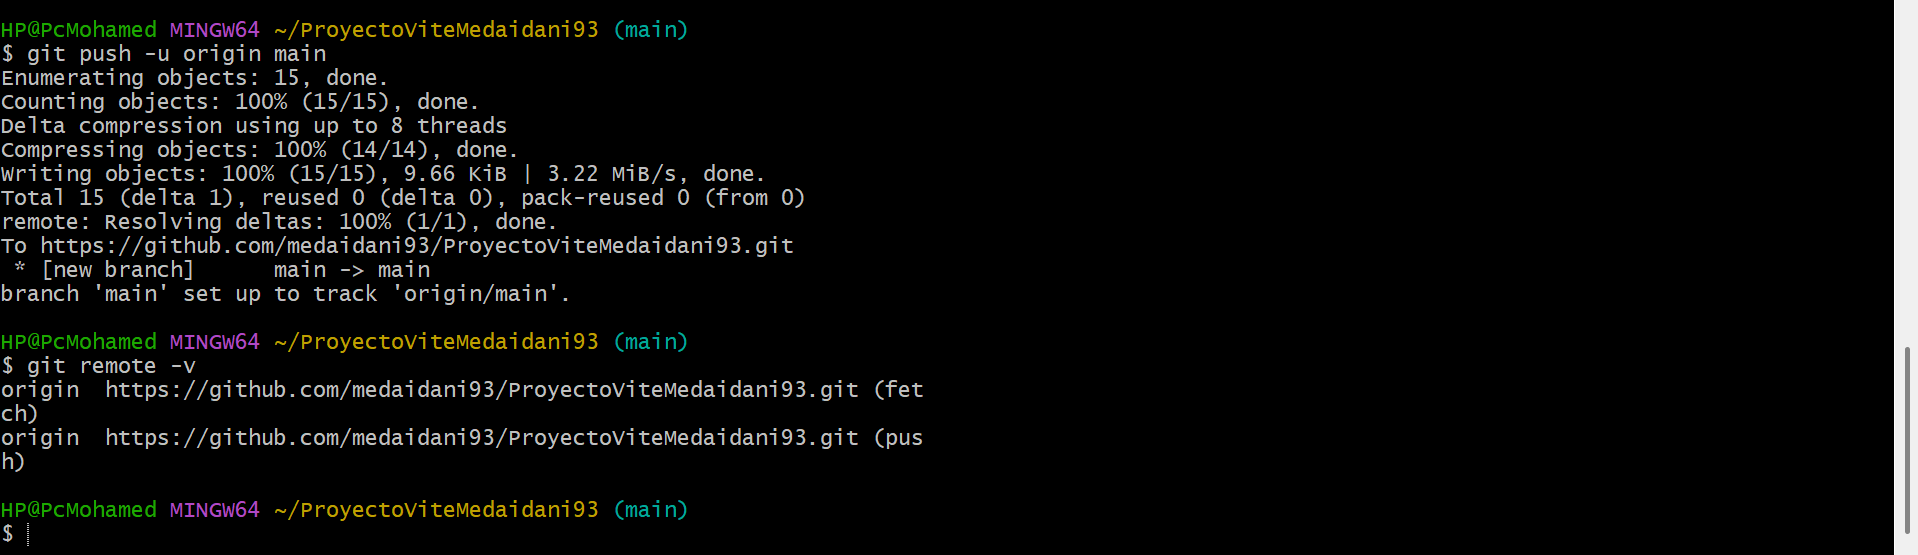 HP@PcMohamed MINGW64 ~/ProyectoViteMedaidani93 (main)
$ git push -u origin main
Enumerating objects: 15, done.
Counting objects: 100% (15/15), done.
Delta compression using up to 8 threads
Compressing objects: 100% (14/14), done.
Writing objects: 100% (15/15), 9.66 KiB | 3.22 MiB/s, done.
Total 15 (delta 1), reused 0 (delta 0), pack-reused 0 (from 0)
remote: Resolving deltas: 100% (1/1), done.
To https://github.com/medaidani93/ProyectoViteMedaidani93.git
 * [new branch]      main -> main
branch 'main' set up to track 'origin/main'.
HP@PcMohamed MINGW64 ~/ProyectoViteMedaidani93 (main)
$ git remote -v
origin  https://github.com/medaidani93/ProyectoViteMedaidani93.git (fet
ch)
origin  https://github.com/medaidani93/ProyectoViteMedaidani93.git (pus
h)
HP@PcMohamed MINGW64 ~/ProyectoViteMedaidani93 (main)
$